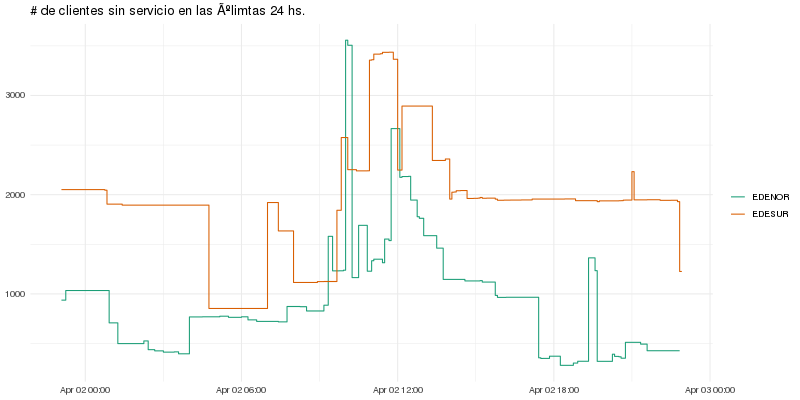 # de clientes sin servicio en las Ãºlimtas 24 hs.
3000
2000
1000
Apr 02 00:00
Apr 02 06:00
Apr 02 12:00
Apr 02 18:00
Apr 03 00:00
EDENOR
EDESUR